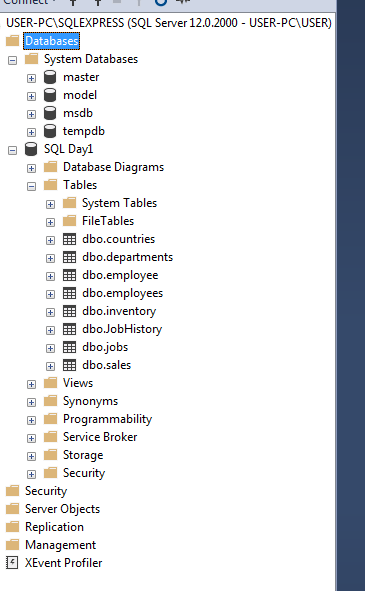 Connect
USER-PC\SQLEXPRESS (SQL Server 12.0.2000 - USER-PC\USER)
Databases
System Databases
master
model
msdb
tempdb
SQL Day1
Database Diagrams
Tables
System Tables
FileTables
dbo.countries
dbo.departments
dbo.employee
dbo.employees
dbo.inventory
dbo.JobHistory
dbo.jobs
dbo.sales
Views
Synonyms
Programmability
Service Broker
Storage
Security
Security
Server Objects
Replication
Management
XEvent Profiler